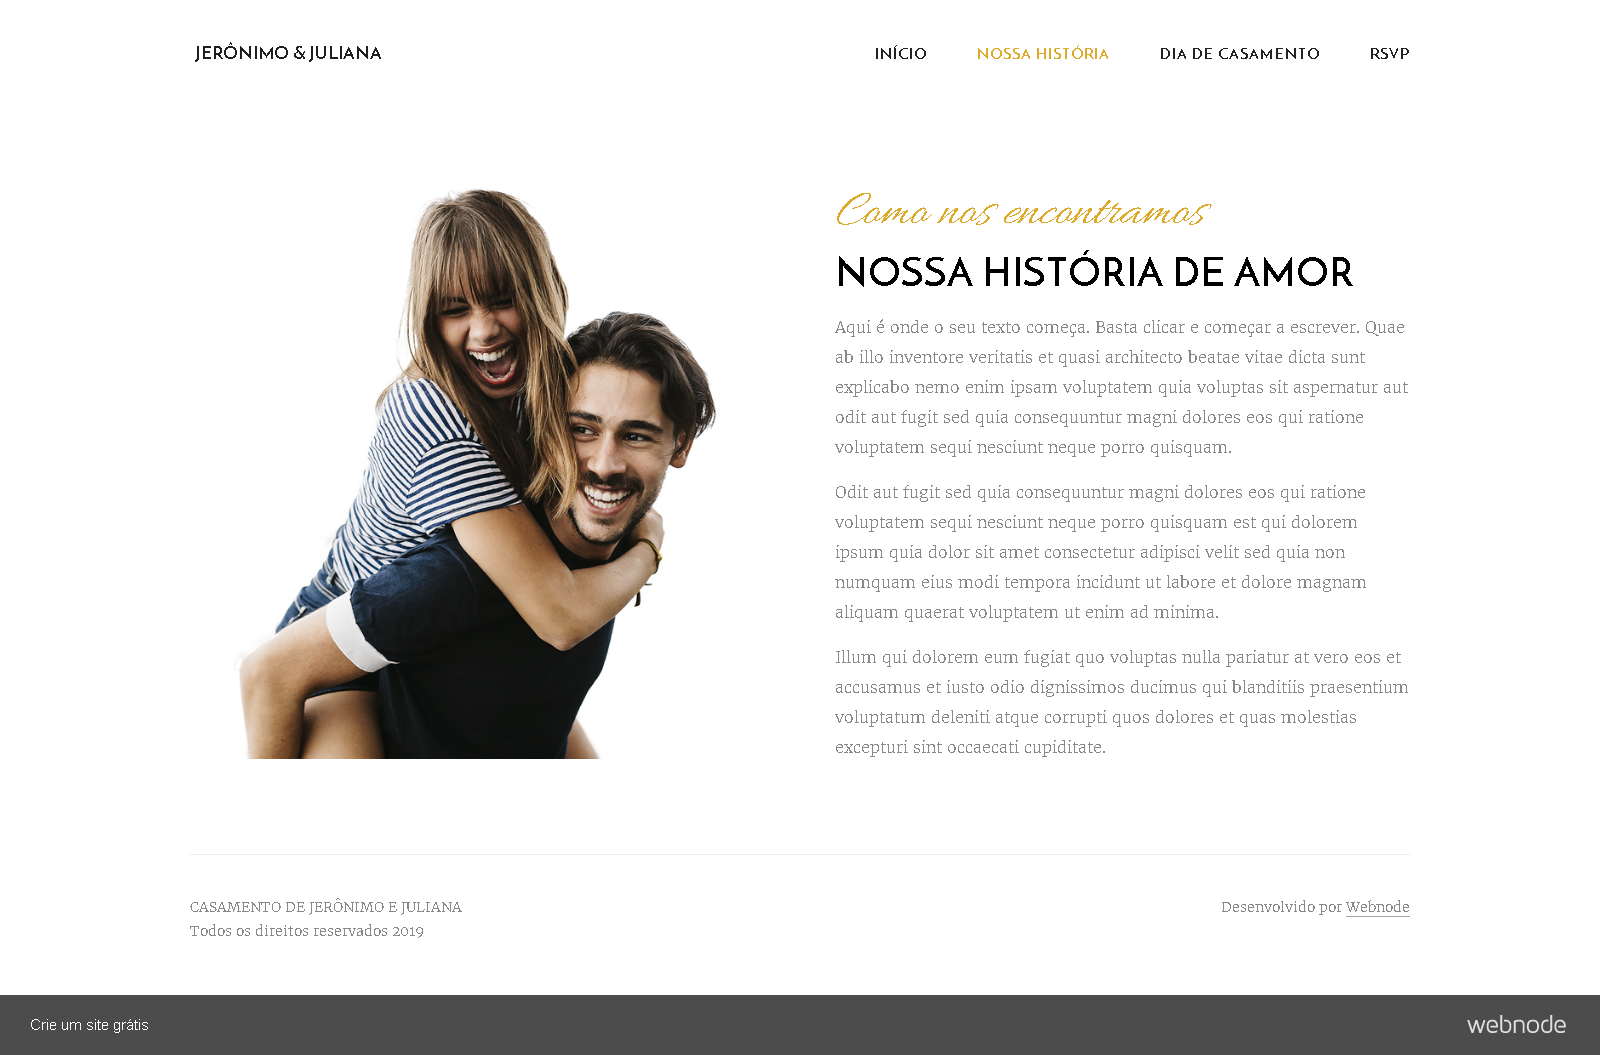 JERÔNIMO & JULIANA
INÍCIO NOSSA HISTÓRIA DIA DE CASAMENTO RSVP
Como nos encontramos
NOSSA HISTÓRIA DE AMOR
Aqui é onde o seu texto começa. Basta clicar e começar a escrever. Quae
ab illo inventore veritatis et quasi architecto beatae vitae dicta sunt
explicabo nemo enim ipsam voluptatem quia voluptas sit aspernatur aut
odit aut fugit sed quia consequuntur magni dolores eos qui ratione
voluptatem sequi nesciunt neque porro quisquam.
Odit aut fugit sed quia consequuntur magni dolores eos qui ratione
voluptatem sequi nesciunt neque porro quisquam est qui dolorem
ipsum quia dolor sit amet consectetur adipisci velit sed quia non
numquam eius modi tempora incidunt ut labore et dolore magnam
aliquam quaerat voluptatem ut enim ad minima.
Illum qui dolorem eum fugiat quo voluptas nulla pariatur at vero eos et
accusamus et iusto odio dignissimos ducimus qui blanditiis praesentium
voluptatum deleniti atque corrupti quos dolores et quas molestias
excepturi sint occaecati cupiditate.
CASAMENTO DE JERÔNIMO E JULIANA
Todos os direitos reservados 2019
Desenvolvido por Webnode
Crie um site grátis
webnode